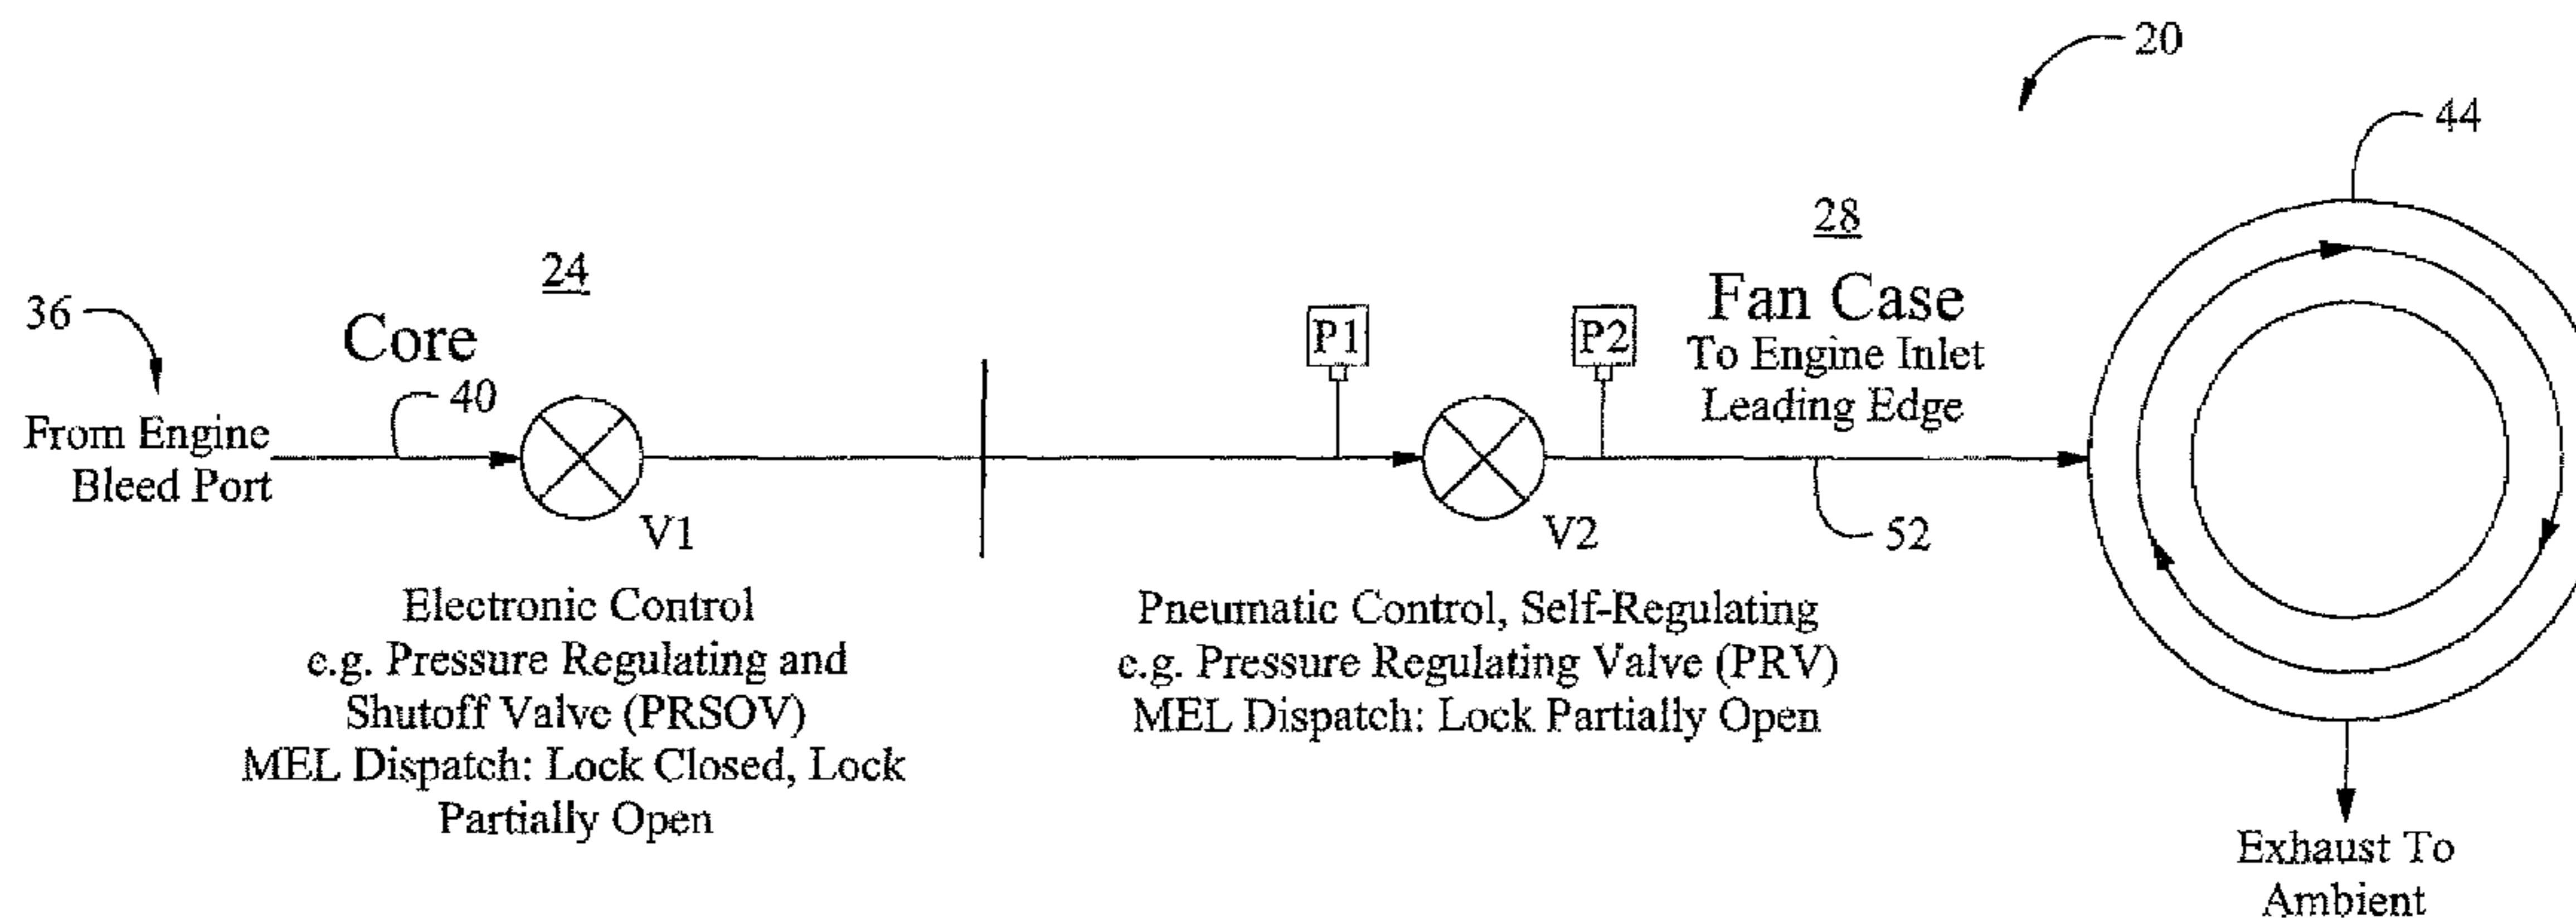 20
44
28
24
36
Core
Fan Case
To Engine Inlet
Leading Edge
P1
P2
40
From Engine
Bleed Port
V1
V2
52
Electronic Control
e.g. Pressure Regulating and
Shutoff Valve (PRSOV)
MEL Dispatch: Lock Closed, Lock
Partially Open
Pneumatic Control, Self-Regulating
e.g. Pressure Regulating Valve (PRV)
MEL Dispatch: Lock Partially Open
Exhaust To
Ambient